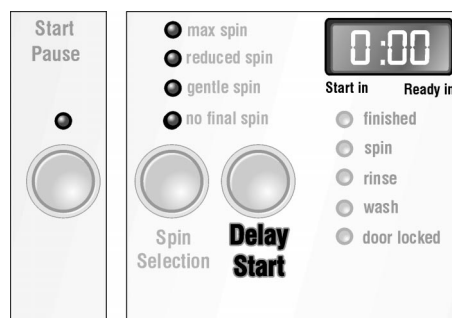 Start
Pause
max spin
reduced spin
gentle spin
no final spin
Spin
Selection
Delay
Start
0:00
Start in Ready in
finished
spin
rinse
wash
door locked